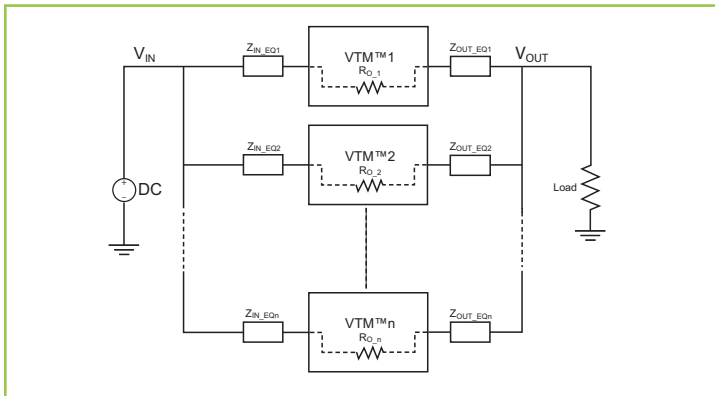 V_IN
Z_IN_EQ1
VTM™1
R_O_1
Z_OUT_EQ1
V_OUT
Z_IN_EQ2
VTM™2
R_O_2
Z_OUT_EQ2
+
−
DC
Load
Z_IN_EQn
VTM™n
R_O_n
Z_OUT_EQn